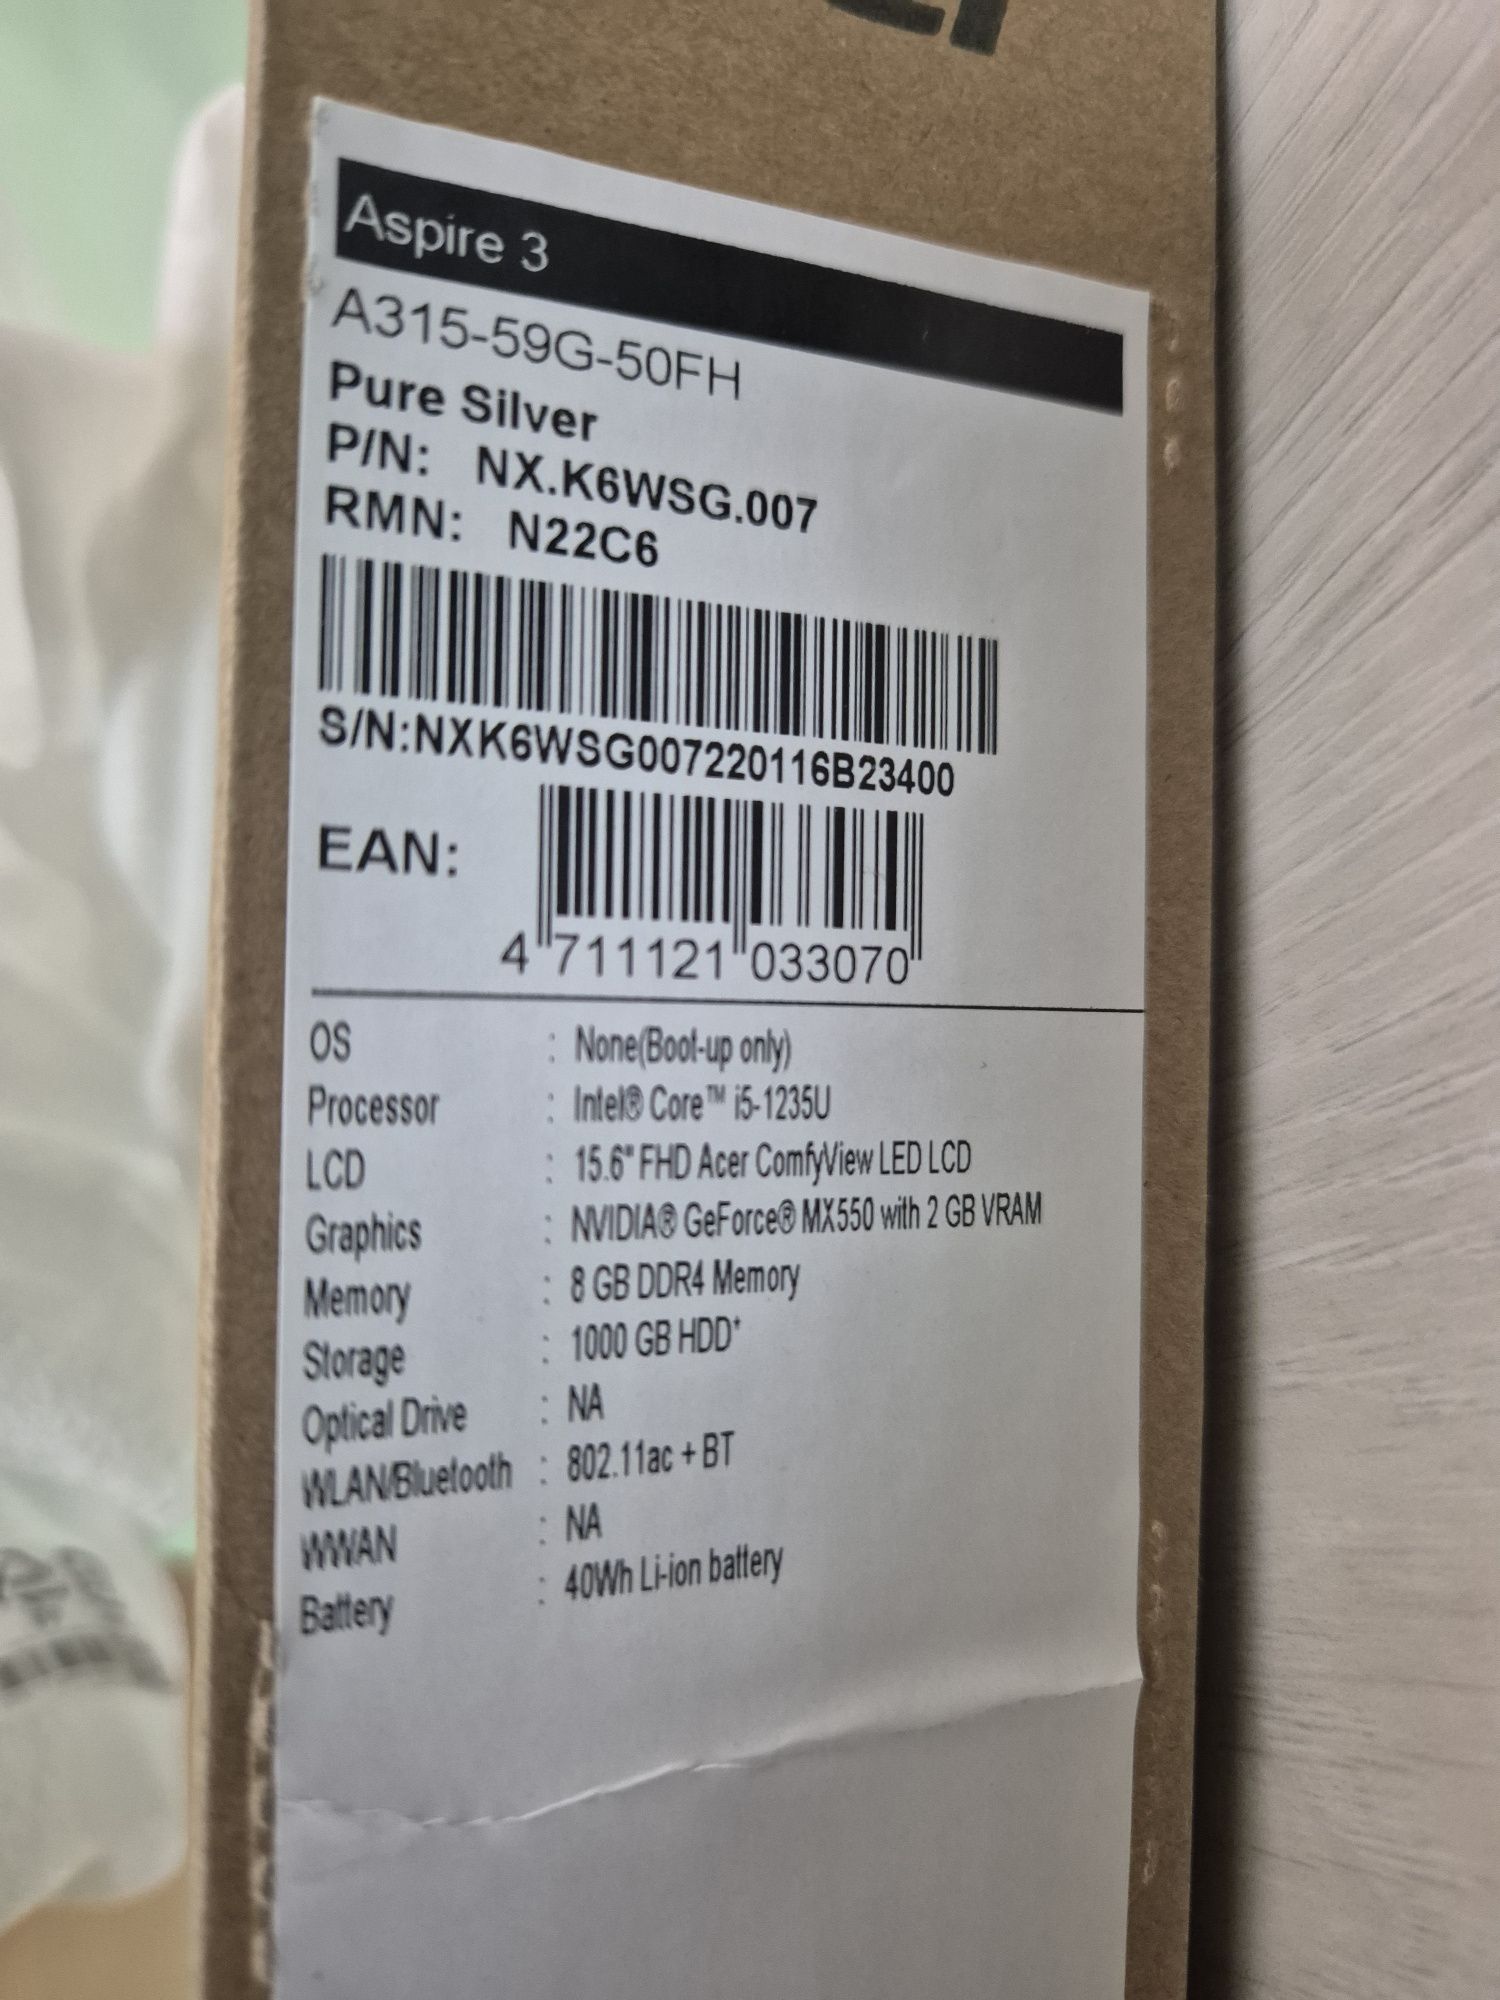 Aspire 3
A315-59G-50FH
Pure Silver
P/N: NX.K6WSG.007
RMN: N22C6
S/N:NXK6WSG007220116B23400
EAN:
4 711121 033070
OS : None(Boot-up only)
Processor : Intel® Core™ i5-1235U
LCD : 15.6" FHD Acer ComfyView LED LCD
Graphics : NVIDIA® GeForce® MX550 with 2 GB VRAM
Memory : 8 GB DDR4 Memory
Storage : 1000 GB HDD*
Optical Drive : NA
WLAN/Bluetooth : 802.11ac + BT
WWAN : NA
Battery : 40Wh Li-ion battery